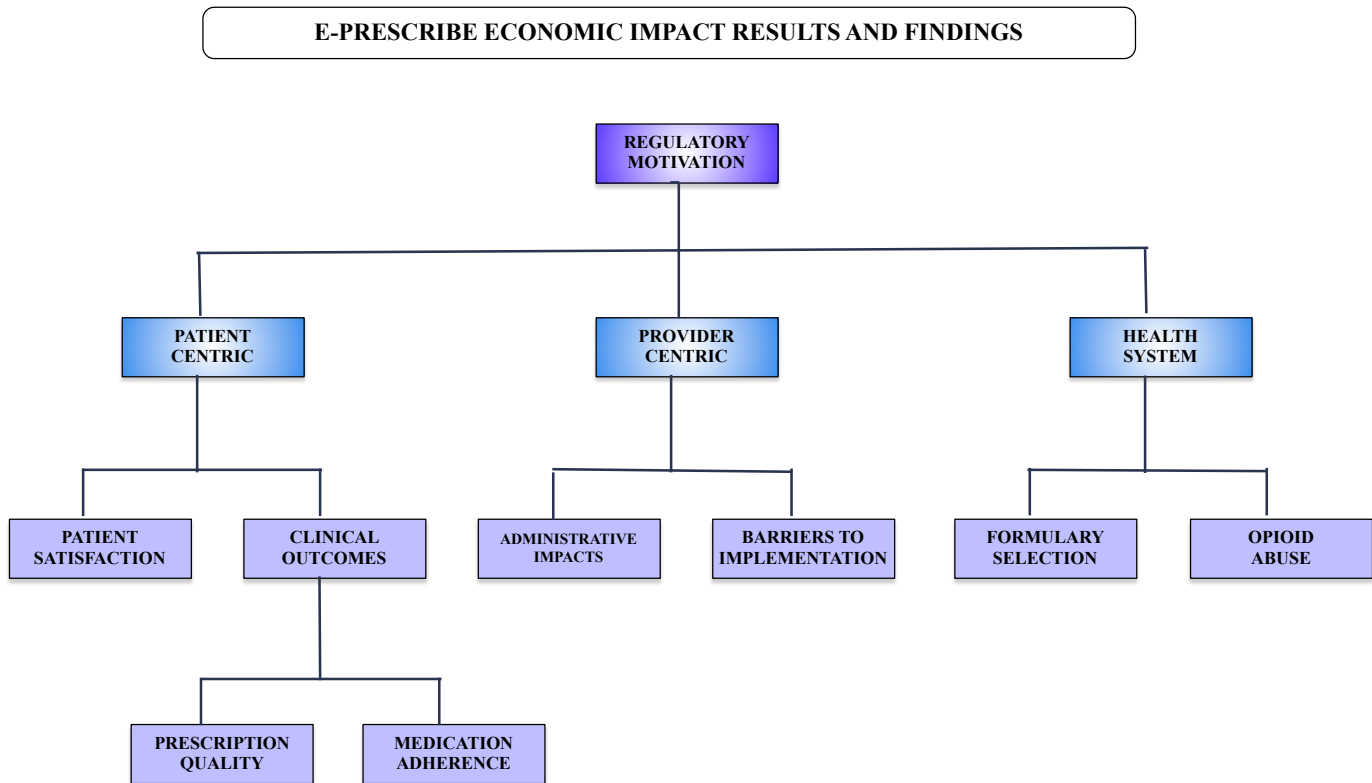 E-PRESCRIBE ECONOMIC IMPACT RESULTS AND FINDINGS
REGULATORY
MOTIVATION
PATIENT
CENTRIC
PROVIDER
CENTRIC
HEALTH
SYSTEM
PATIENT
SATISFACTION
CLINICAL
OUTCOMES
ADMINISTRATIVE
IMPACTS
BARRIERS TO
IMPLEMENTATION
FORMULARY
SELECTION
OPIOID
ABUSE
PRESCRIPTION
QUALITY
MEDICATION
ADHERENCE